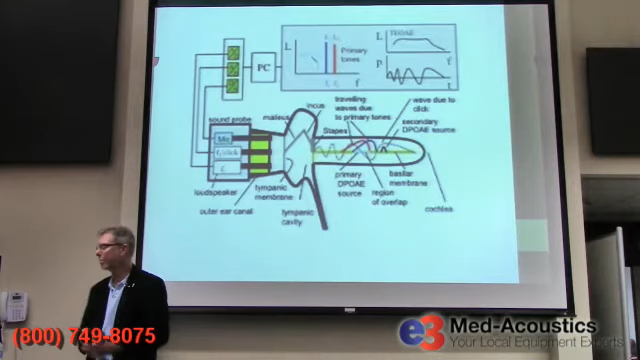 TEOAE
L
L
Primary
tones
PC
f
p
f
t
incus
travelling
waves due
to primary tones
wave due to
click
malleus
sound probe
Stapes
secondary
DPOAE source
loudspeaker
tympanic
membrane
primary
DPOAE
source
region
of overlap
basilar
membrane
outer ear canal
tympanic
cavity
cochlea
(800) 749-8075
e3 Med-Acoustics
Your Local Equipment Experts